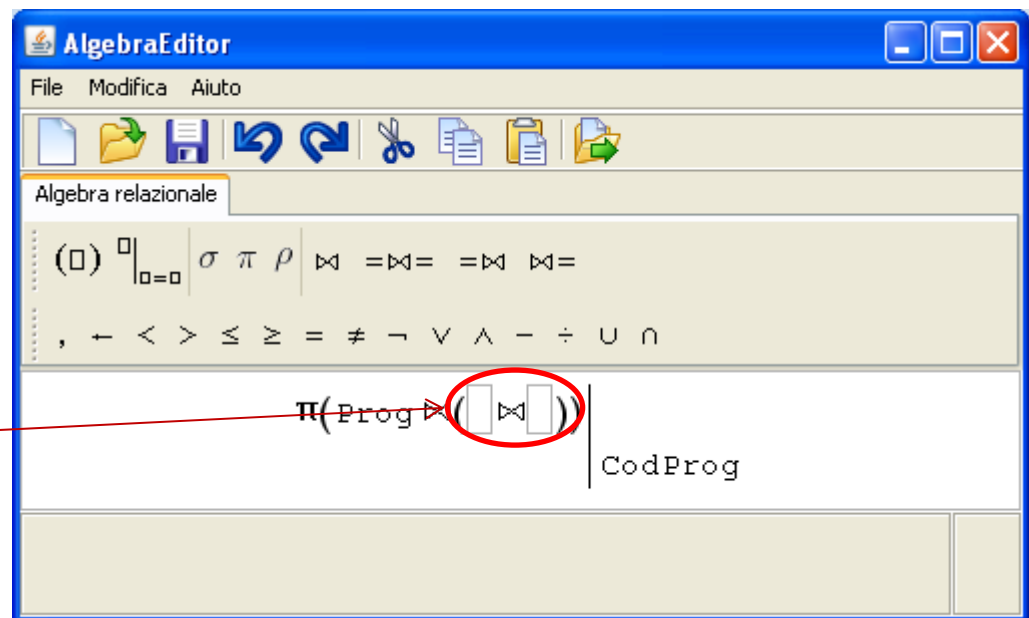 AlgebraEditor
File Modifica Aiuto
Algebra relazionale
(□) □|□=□ σ π ρ ⋈ =⋈= =⋈ ⋈=
, ← < > ≤ ≥ = ≠ ¬ ∨ ∧ − ÷ ∪ ∩
π(Prog⋈(□⋈□))
CodProg